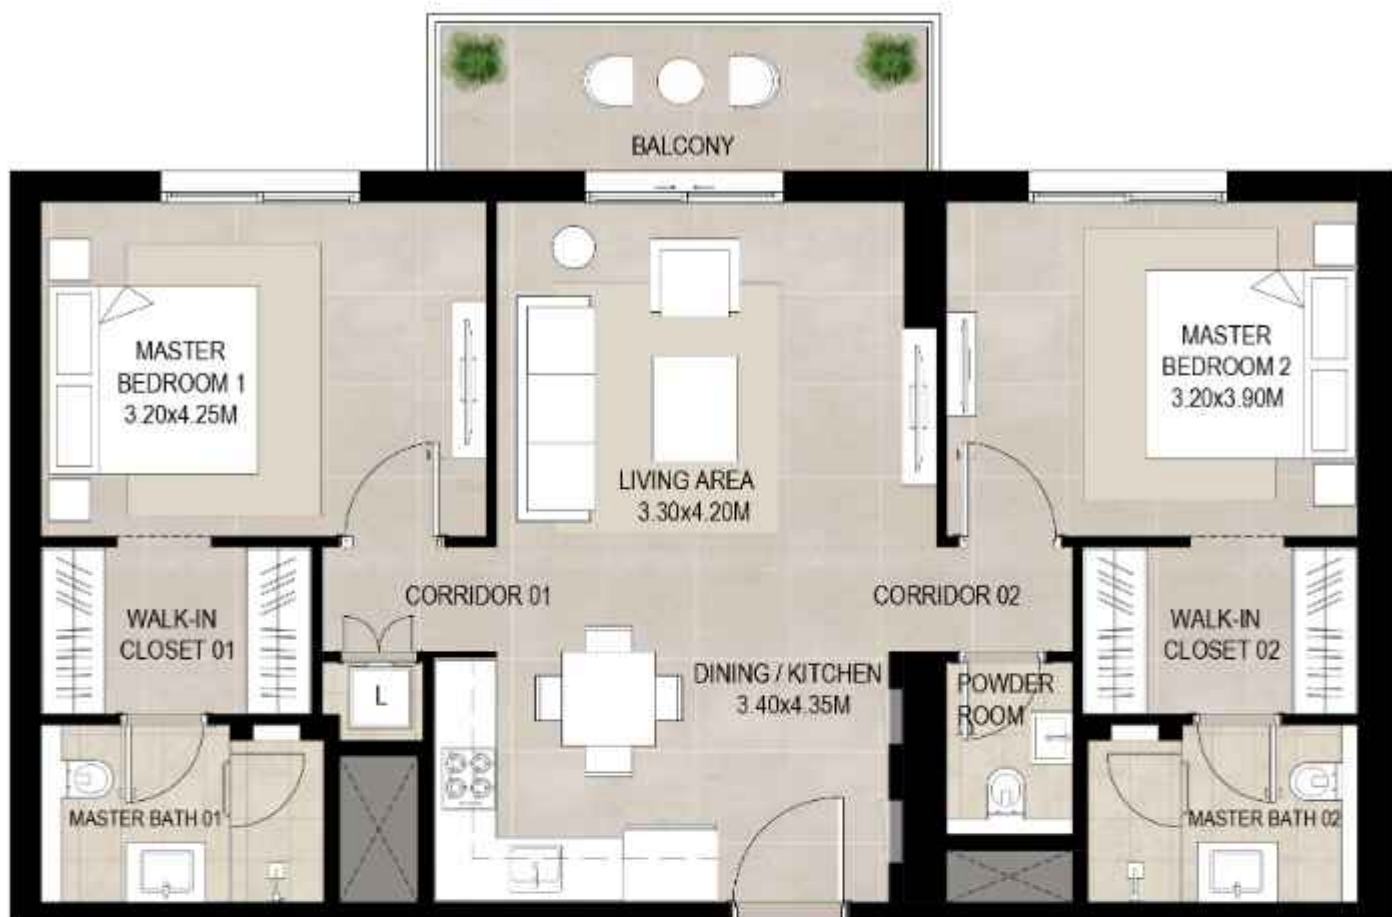 BALCONY
MASTER
BEDROOM 1
3.20x4.25M
MASTER
BEDROOM 2
3.20x3.90M
LIVING AREA
3.30x4.20M
CORRIDOR 01
CORRIDOR 02
WALK-IN
CLOSET 01
WALK-IN
CLOSET 02
DINING / KITCHEN
3.40x4.35M
POWDER
ROOM
L
MASTER BATH 01
MASTER BATH 02